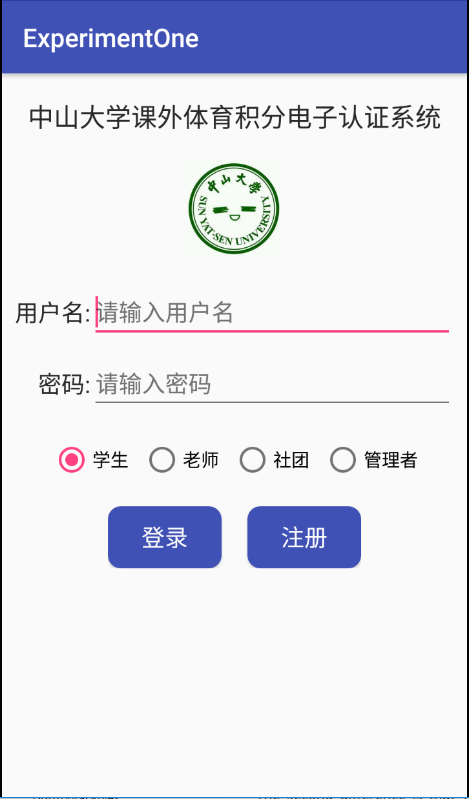 ExperimentOne
中山大学课外体育积分电子认证系统
中山大学
SUN YAT-SEN UNIVERSITY
用户名: 请输入用户名
密码: 请输入密码
学生 老师 社团 管理者
登录 注册